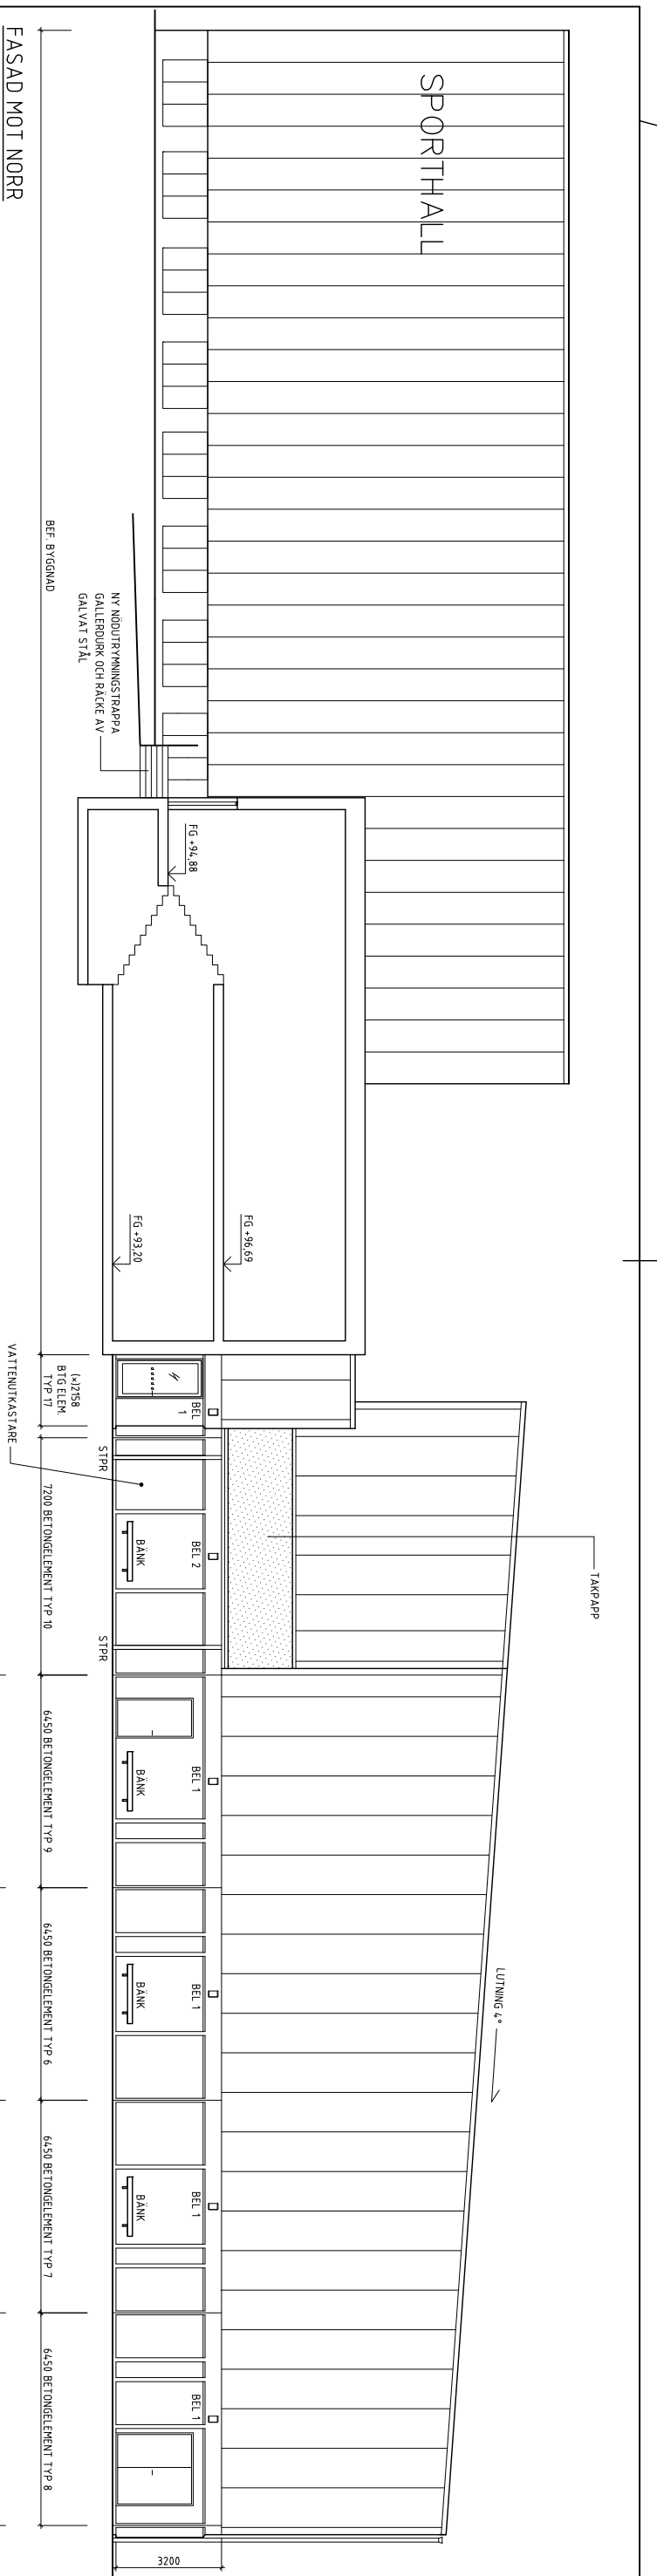 SPORTHALL
TAKPAPP
LUTNING 4°
FG +96,69
FG +94,88
FG +93,20
BEL
1
BEL 2
BEL 1
BEL 1
BEL 1
BEL 1
BÄNK
BÄNK
BÄNK
BÄNK
3200
STPR
STPR
NY NÖDUTRYMNINGSTRAPPA
GALLERDURK OCH RÄCKE AV
GALVAT STÅL
BEF. BYGGNAD
(×)2158
BTG ELEM.
TYP 17
7200 BETONGELEMENT TYP 10
6450 BETONGELEMENT TYP 9
6450 BETONGELEMENT TYP 6
6450 BETONGELEMENT TYP 7
6450 BETONGELEMENT TYP 8
VATTENUTKASTARE
FASAD MOT NORR